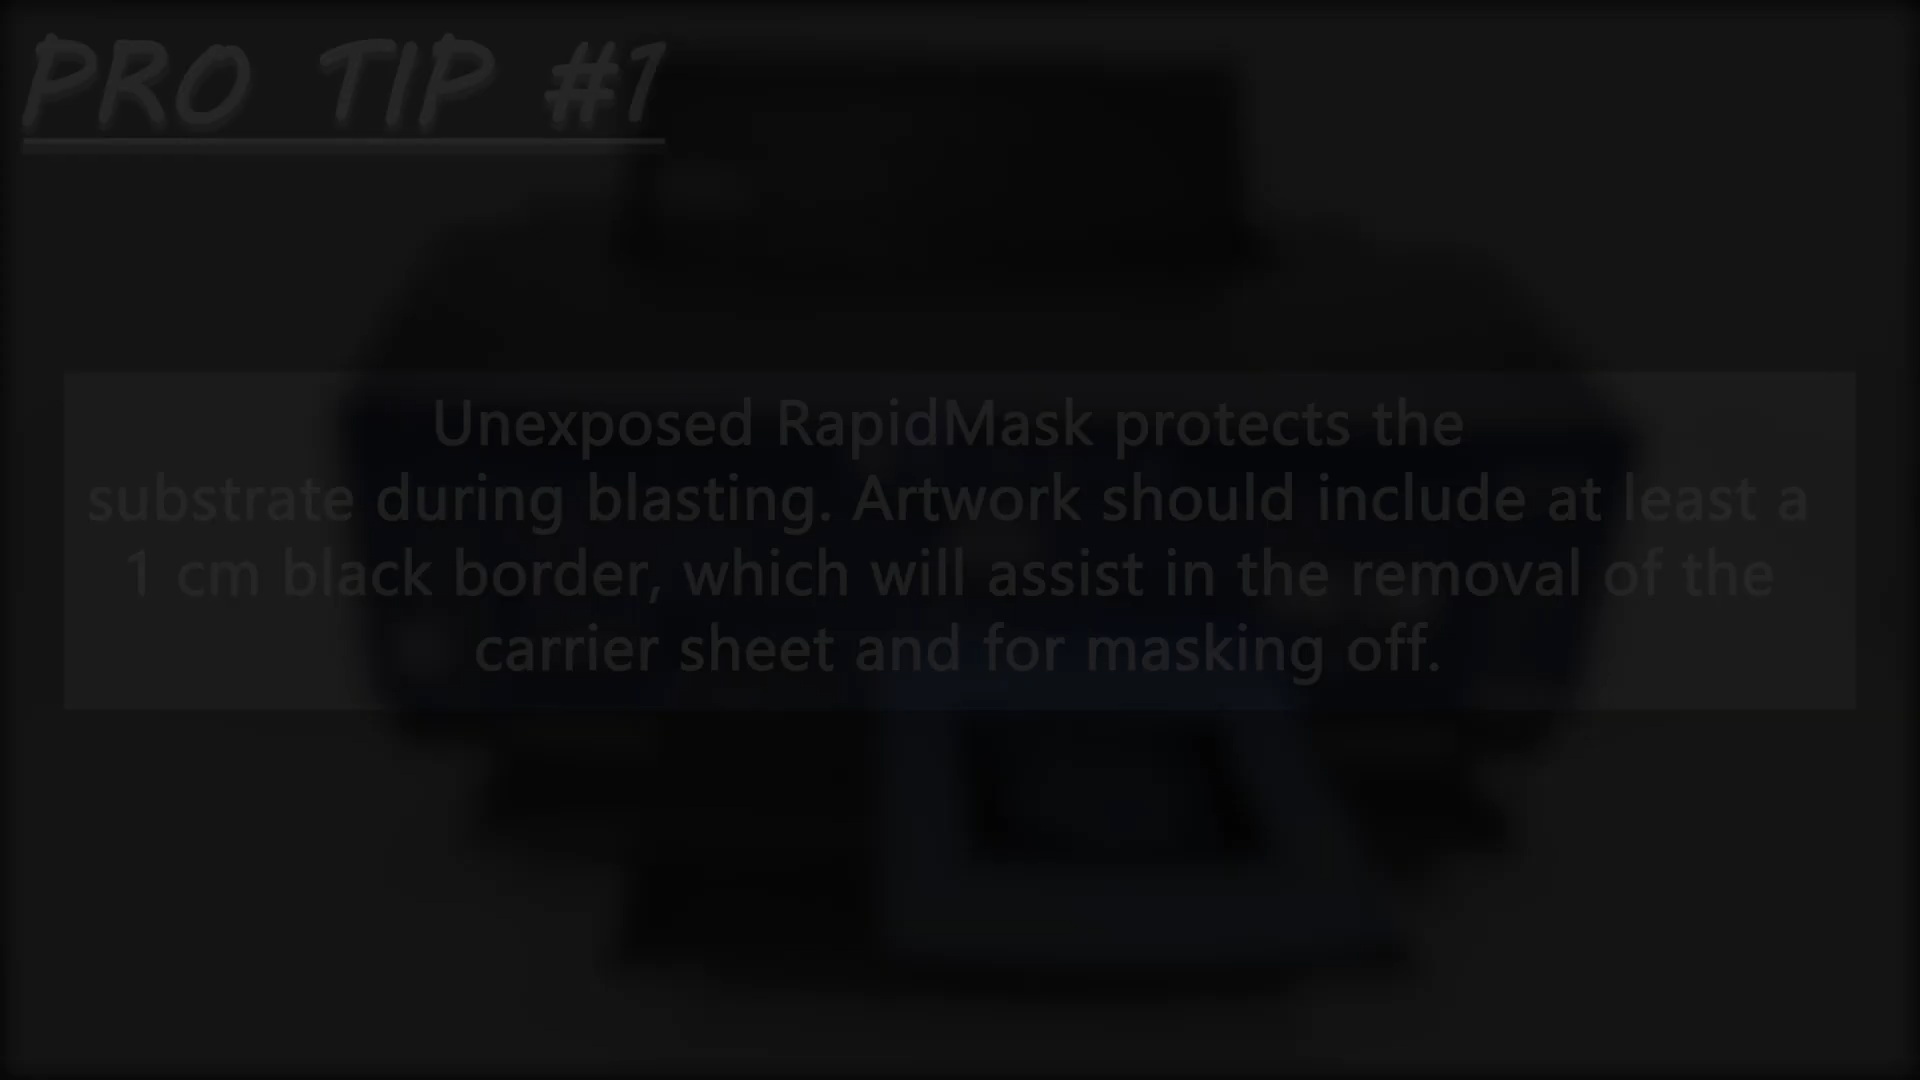 PRO TIP #1
Unexposed RapidMask protects the
substrate during blasting. Artwork should include at least a
1 cm black border, which will assist in the removal of the
carrier sheet and for masking off.